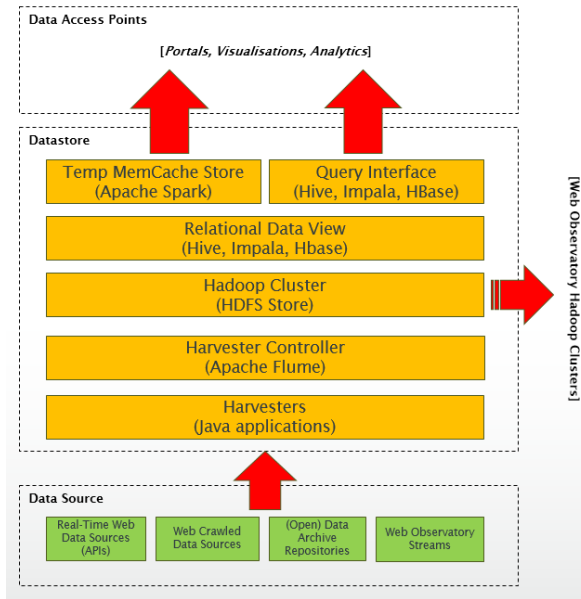 Data Access Points
[Portals, Visualisations, Analytics]
Datastore
Temp MemCache Store
(Apache Spark)
Query Interface
(Hive, Impala, HBase)
Relational Data View
(Hive, Impala, Hbase)
Hadoop Cluster
(HDFS Store)
Harvester Controller
(Apache Flume)
Harvesters
(Java applications)
[Web Observatory Hadoop Clusters]
Data Source
Real-Time Web
Data Sources
(APIs)
Web Crawled
Data Sources
(Open) Data
Archive
Repositories
Web Observatory
Streams